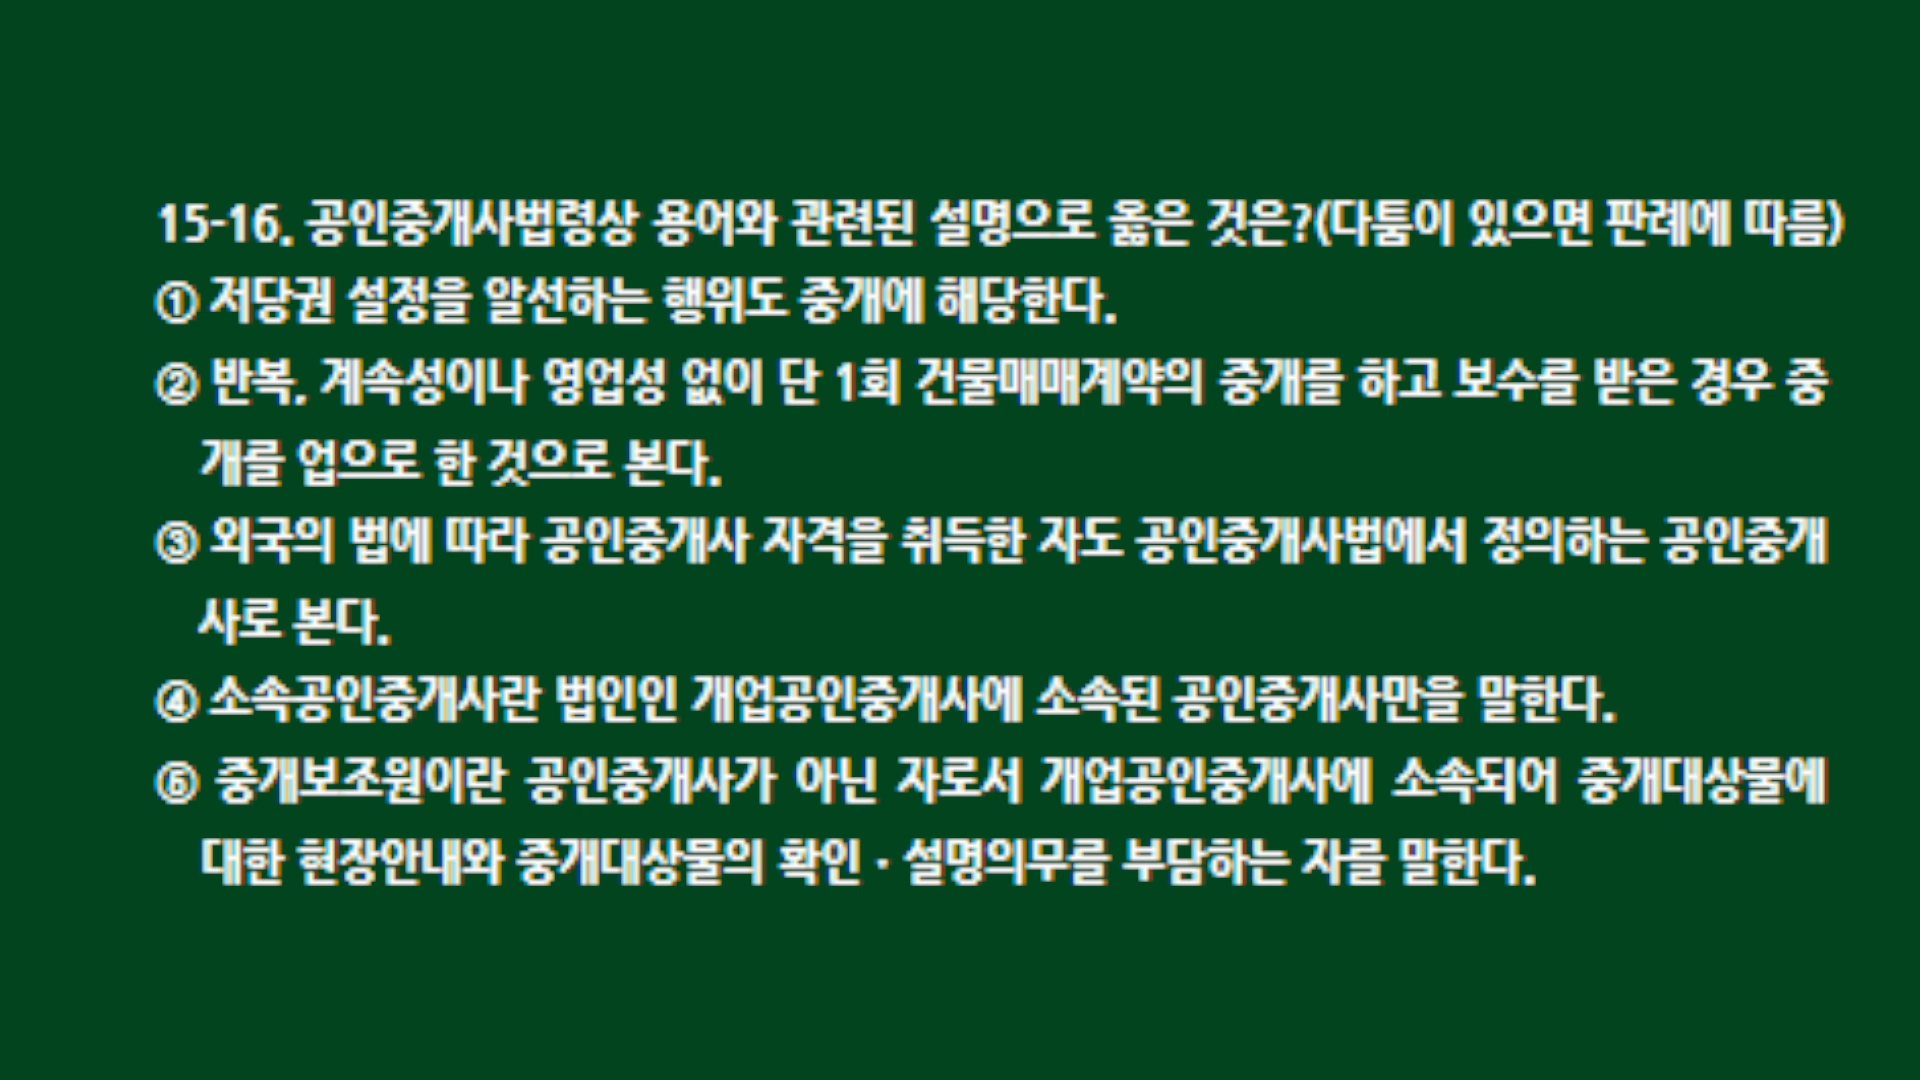 15-16. 공인중개사법령상 용어와 관련된 설명으로 옳은 것은?(다툼이 있으면 판례에 따름)
① 저당권 설정을 알선하는 행위도 중개에 해당한다.
② 반복, 계속성이나 영업성 없이 단 1회 건물매매계약의 중개를 하고 보수를 받은 경우 중
개를 업으로 한 것으로 본다.
③ 외국의 법에 따라 공인중개사 자격을 취득한 자도 공인중개사법에서 정의하는 공인중개
사로 본다.
④ 소속공인중개사란 법인인 개업공인중개사에 소속된 공인중개사만을 말한다.
⑤ 중개보조원이란 공인중개사가 아닌 자로서 개업공인중개사에 소속되어 중개대상물에
대한 현장안내와 중개대상물의 확인·설명의무를 부담하는 자를 말한다.